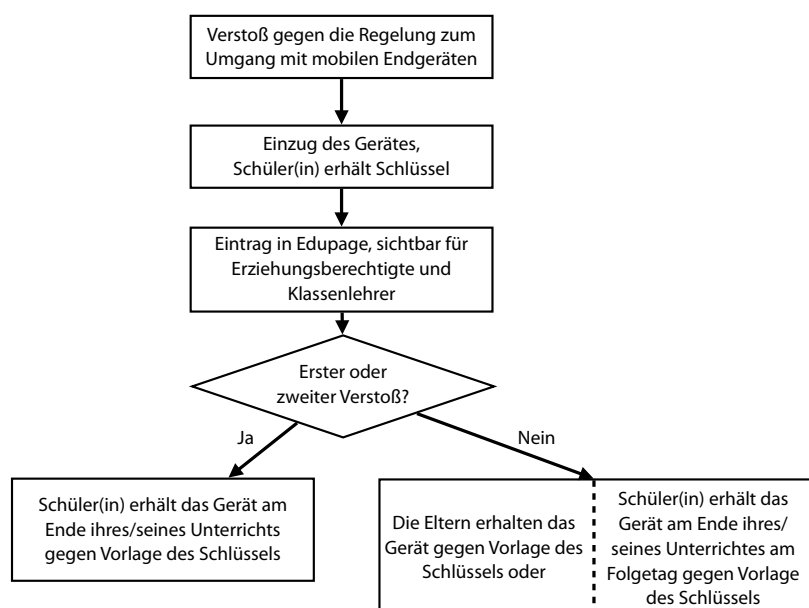 Verstoß gegen die Regelung zum
Umgang mit mobilen Endgeräten
Einzug des Gerätes,
Schüler(in) erhält Schlüssel
Eintrag in Edupage, sichtbar für
Erziehungsberechtigte und
Klassenlehrer
Erster oder
zweiter Verstoß?
Ja
Nein
Schüler(in) erhält das Gerät am
Ende ihres/seines Unterrichts
gegen Vorlage des Schlüssels
Die Eltern erhalten das
Gerät gegen Vorlage des
Schlüssels oder
Schüler(in) erhält das
Gerät am Ende ihres/
seines Unterrichtes am
Folgetag gegen Vorlage
des Schlüssels